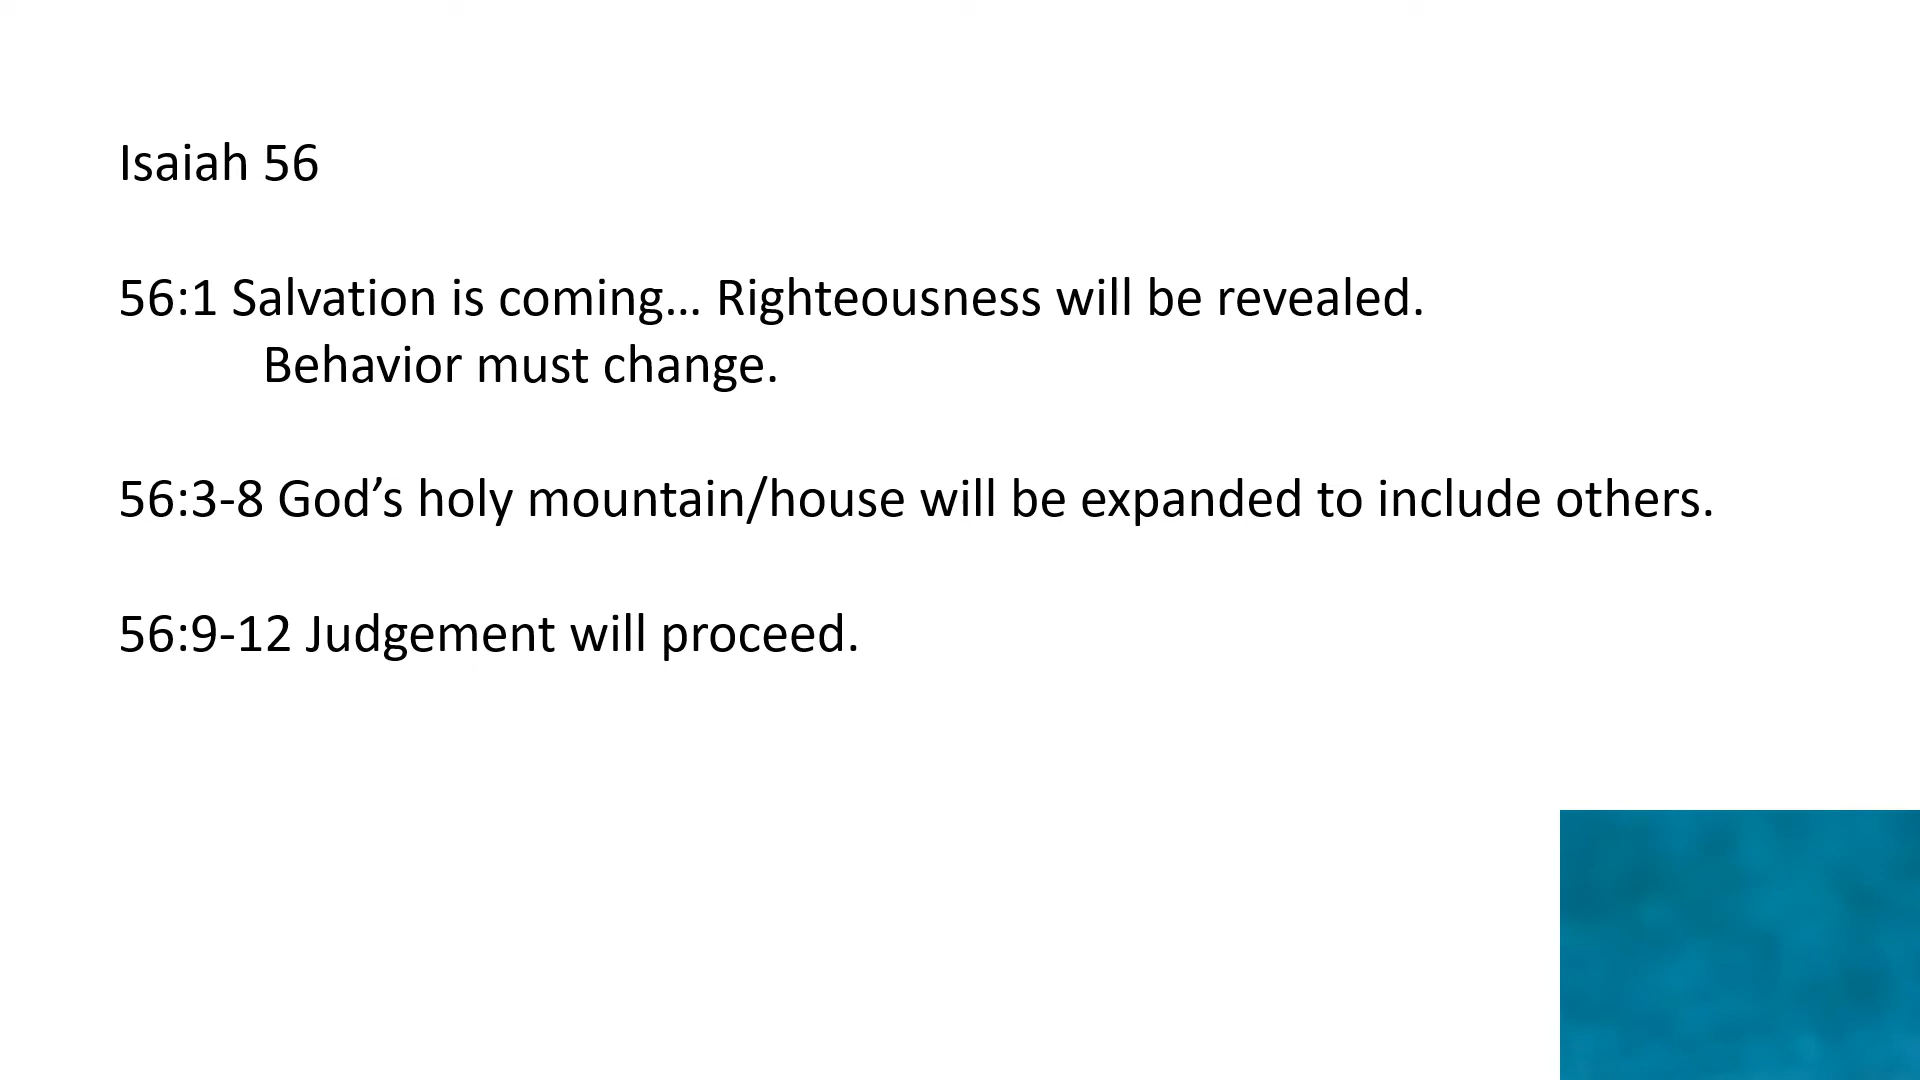 Isaiah 56
56:1 Salvation is coming… Righteousness will be revealed.
Behavior must change.
56:3-8 God’s holy mountain/house will be expanded to include others.
56:9-12 Judgement will proceed.